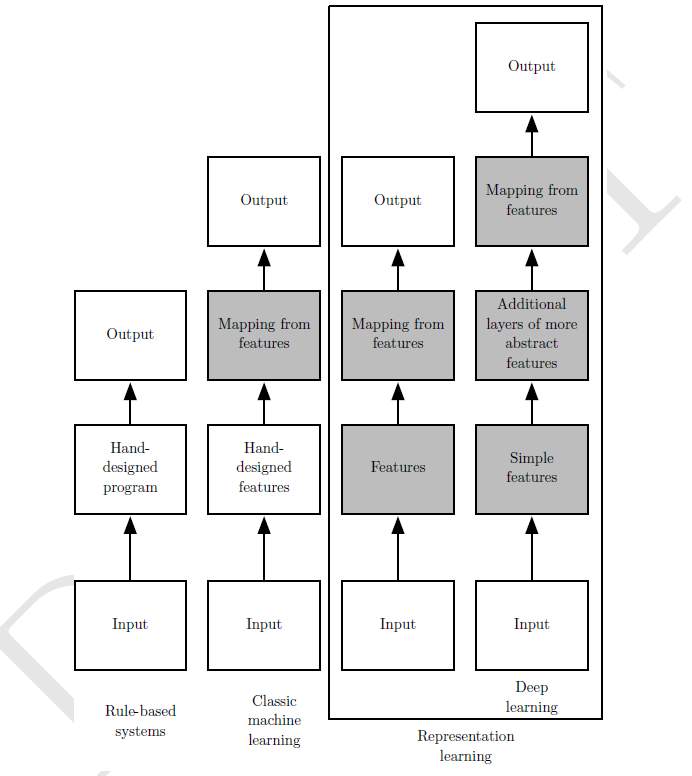 Output
Mapping from
features
Output
Output
Additional
layers of more
abstract
features
Mapping from
features
Mapping from
features
Output
Simple
features
Features
Hand-
designed
features
Hand-
designed
program
Input
Input
Input
Input
Deep
learning
Classic
machine
learning
Rule-based
systems
Representation
learning